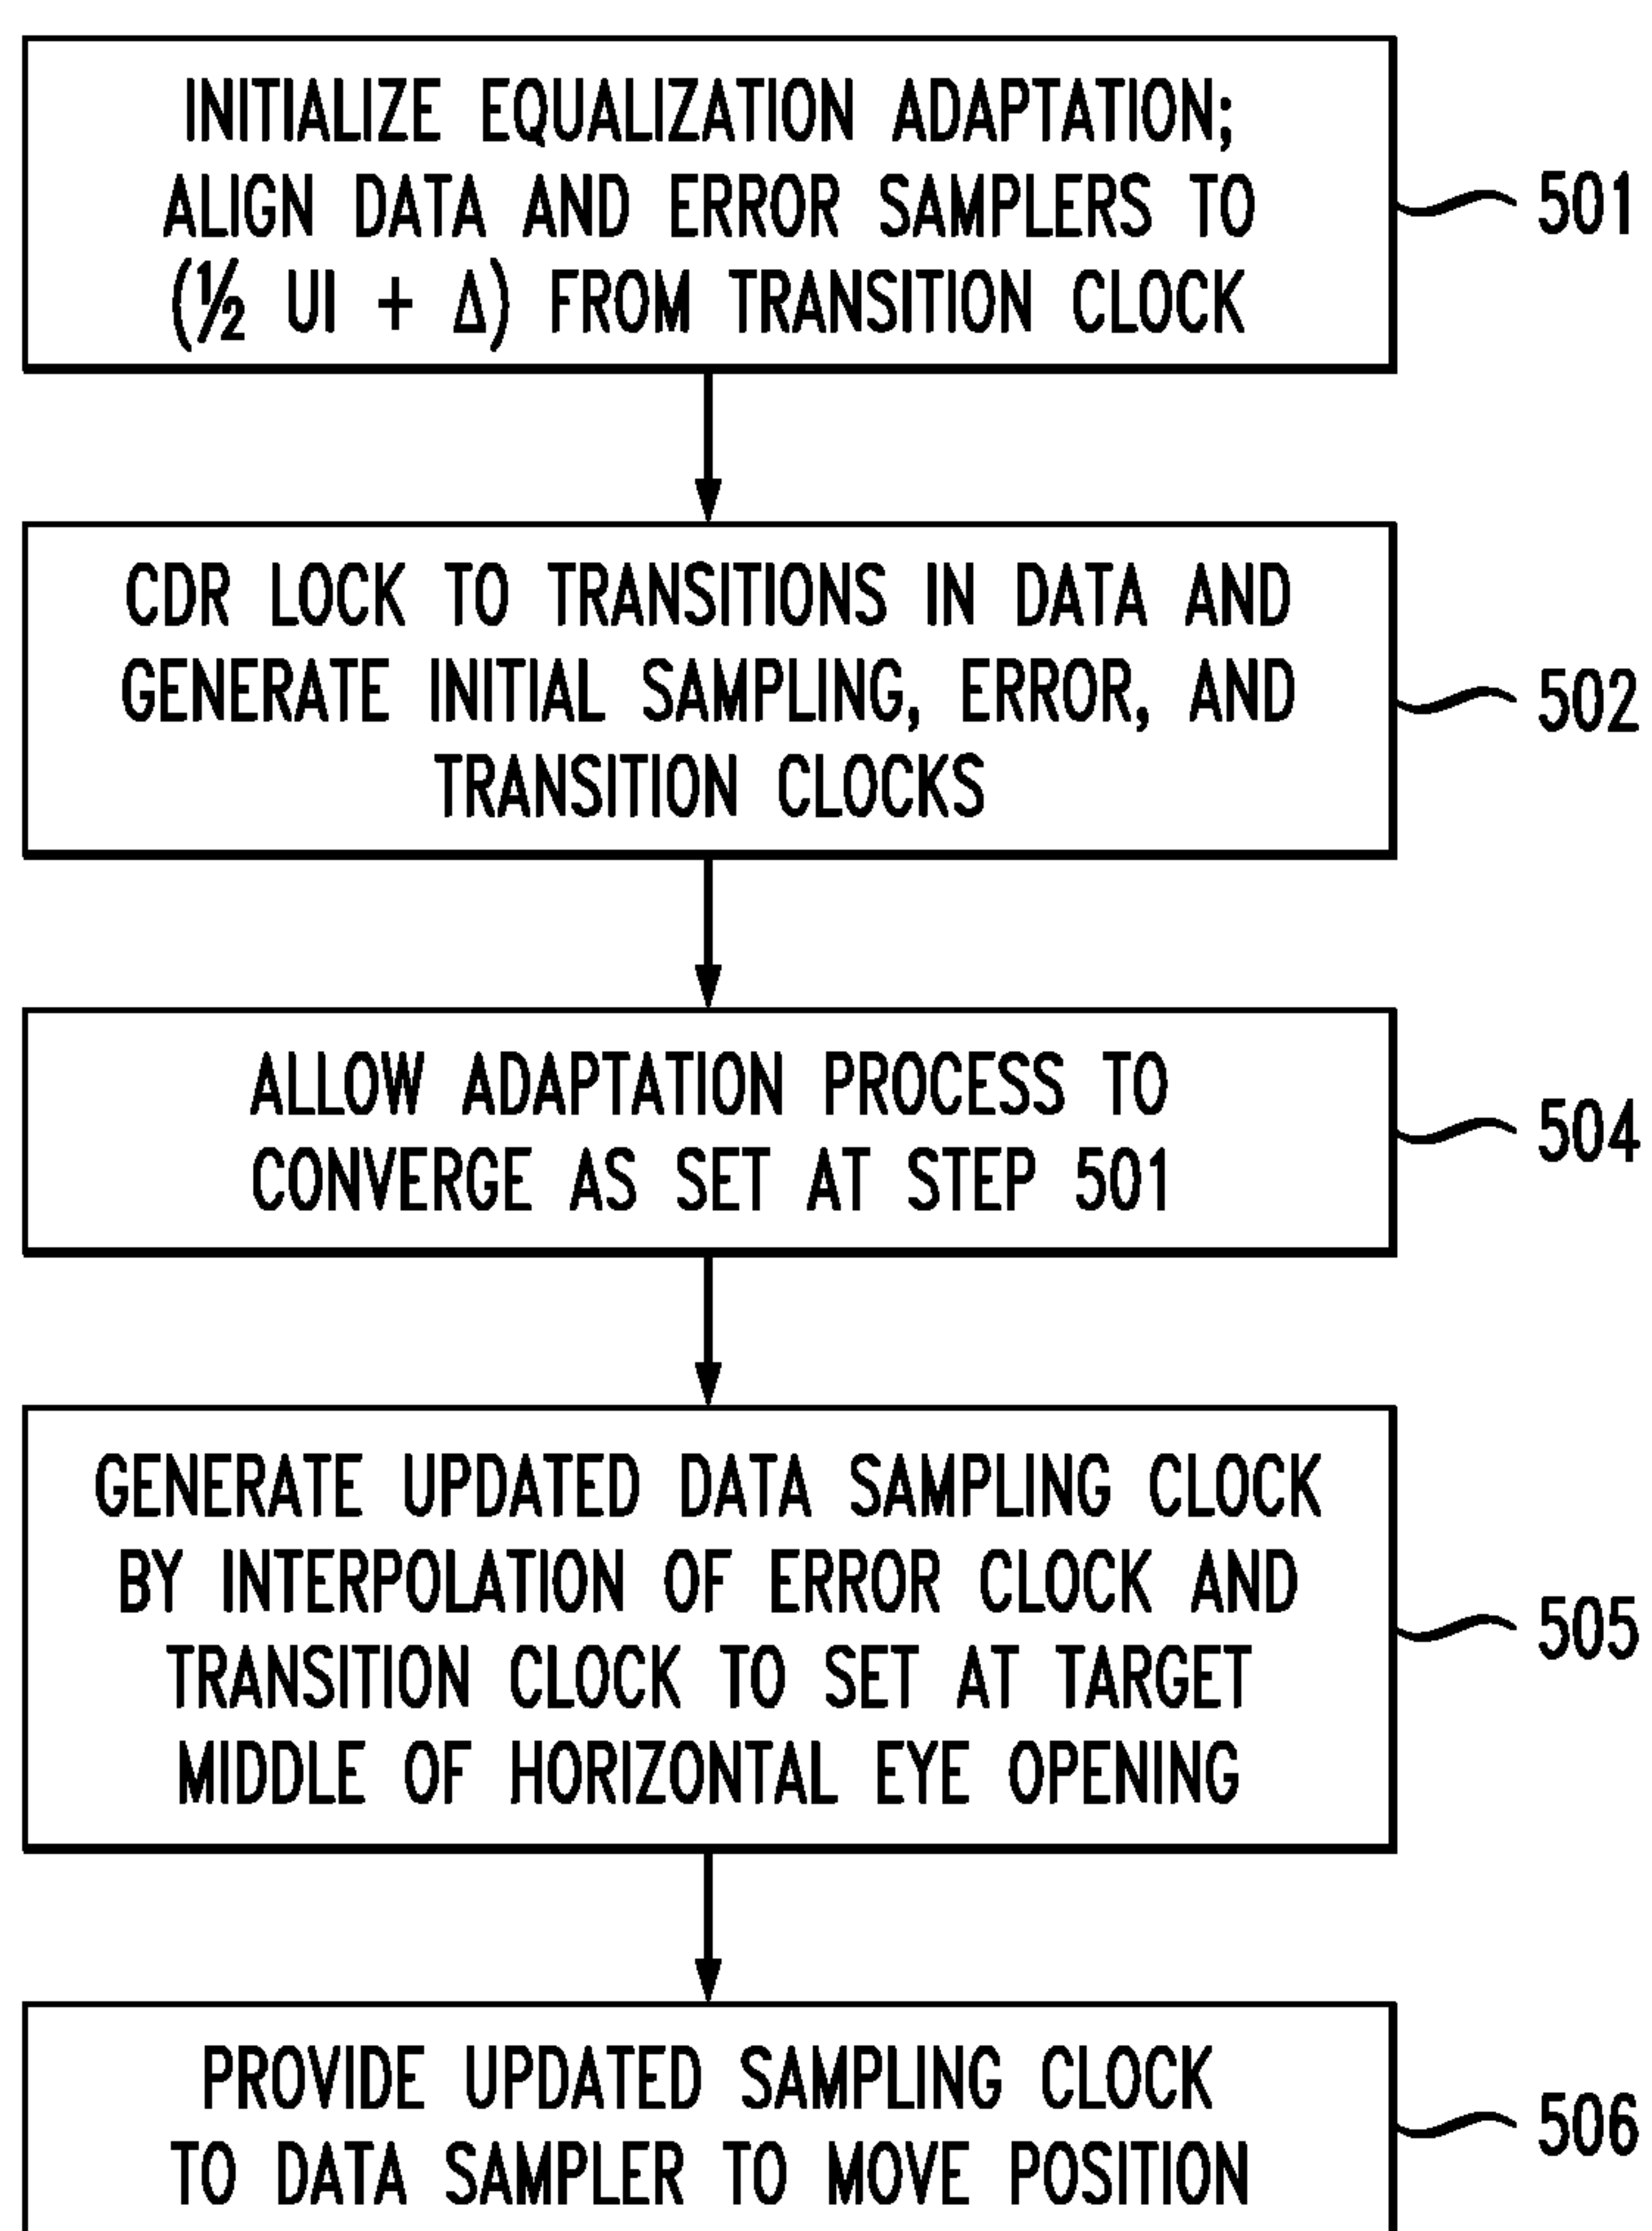 INITIALIZE EQUALIZATION ADAPTATION;
ALIGN DATA AND ERROR SAMPLERS TO
(½ UI + Δ) FROM TRANSITION CLOCK
501
CDR LOCK TO TRANSITIONS IN DATA AND
GENERATE INITIAL SAMPLING, ERROR, AND
TRANSITION CLOCKS
502
ALLOW ADAPTATION PROCESS TO
CONVERGE AS SET AT STEP 501
504
GENERATE UPDATED DATA SAMPLING CLOCK
BY INTERPOLATION OF ERROR CLOCK AND
TRANSITION CLOCK TO SET AT TARGET
MIDDLE OF HORIZONTAL EYE OPENING
505
PROVIDE UPDATED SAMPLING CLOCK
TO DATA SAMPLER TO MOVE POSITION
506